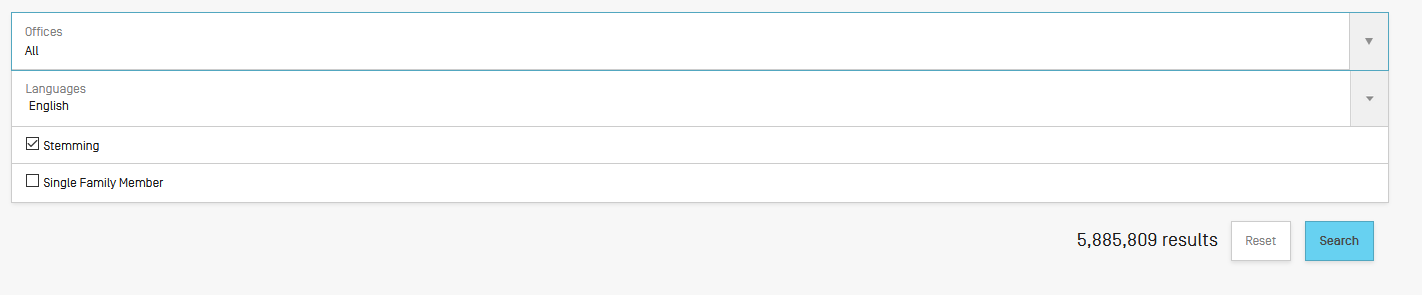 Offices
All
Languages
English
Stemming
Single Family Member
5,885,809 results
Reset
Search